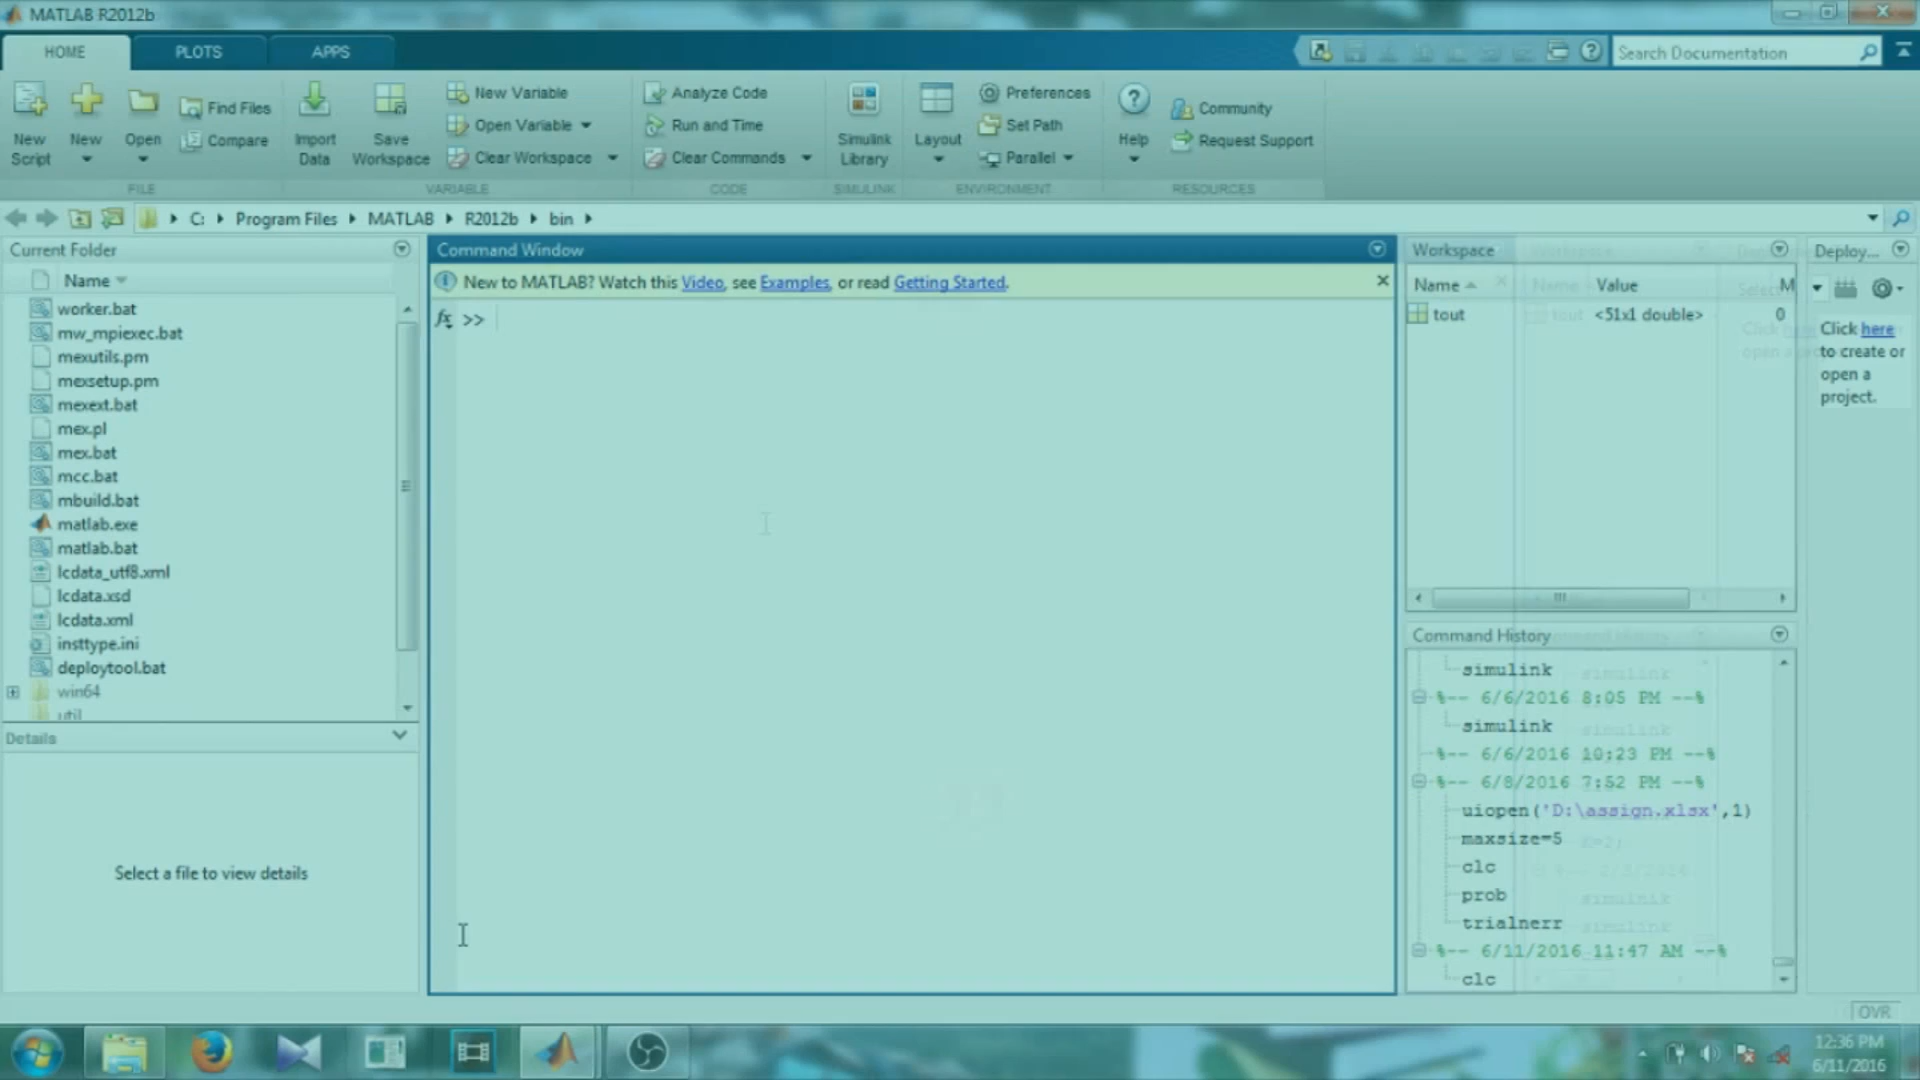 MATLAB R2012b
HOME
PLOTS
APPS
Search Documentation
New Script
New
Open
Find Files
Compare
Import Data
Save Workspace
New Variable
Open Variable
Clear Workspace
Analyze Code
Run and Time
Clear Commands
Simulink Library
Layout
Preferences
Set Path
Parallel
Help
Community
Request Support
FILE
VARIABLE
CODE
SIMULINK
ENVIRONMENT
RESOURCES
C: Program Files MATLAB R2012b bin
Current Folder
Name
worker.bat
mw_mpiexec.bat
mexutils.pm
mexsetup.pm
mexext.bat
mex.pl
mex.bat
mcc.bat
mbuild.bat
matlab.exe
matlab.bat
lcdata_utf8.xml
lcdata.xsd
lcdata.xml
insttype.ini
deploytool.bat
win64
util
Details
Select a file to view details
Command Window
New to MATLAB? Watch this Video, see Examples, or read Getting Started.
fx >>
Workspace
Name Value M
tout <51x1 double> 0
Deploy...
Click here
to create or
open a
project.
Command History
simulink
%-- 6/6/2016 8:05 PM --%
simulink
%-- 6/6/2016 10:23 PM --%
%-- 6/8/2016 7:52 PM --%
uiopen('D:\assign.xlsx',1)
maxsize=5
clc
prob
trialnerr
%-- 6/11/2016 11:47 AM --%
clc
OVR
12:36 PM
6/11/2016